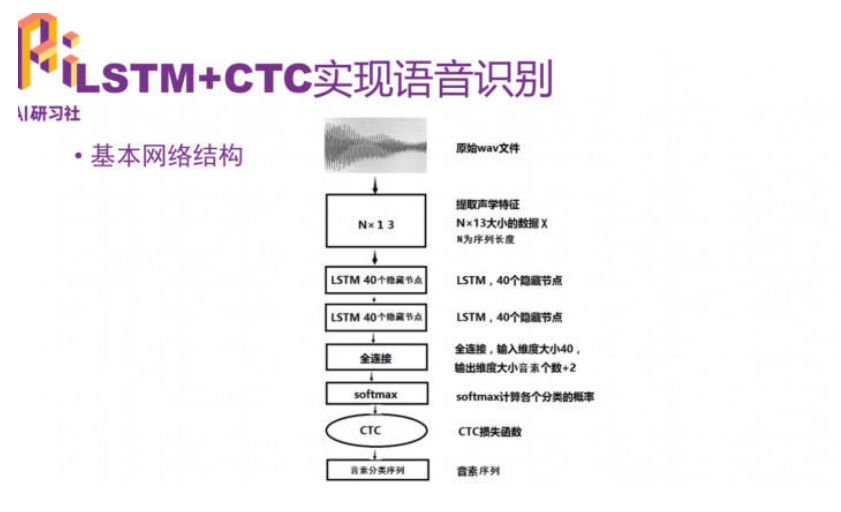 LSTM+CTC实现语音识别
AI研习社
• 基本网络结构
原始wav文件
N×13
提取声学特征
N×13大小的数据X
N为序列长度
LSTM 40个隐藏节点
LSTM，40个隐藏节点
LSTM 40个隐藏节点
LSTM，40个隐藏节点
全连接
全连接，输入维度大小40，
输出维度大小音素个数+2
softmax
softmax计算各个分类的概率
CTC
CTC损失函数
音素分类序列
音素序列